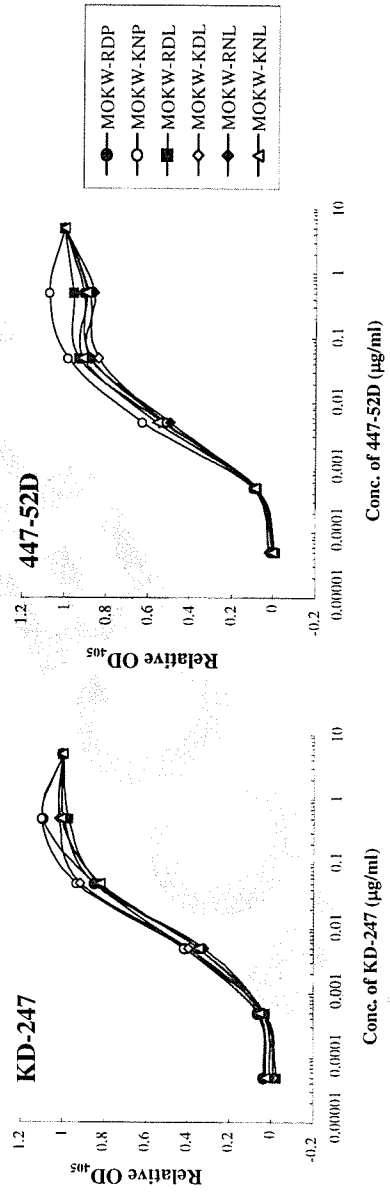 KD-247
Relative OD405
1.2
1
0.8
0.6
0.4
0.2
0
-0.2
0.00001 0.0001 0.001 0.01 0.1 1 10
Conc. of KD-247 (µg/ml)
447-52D
Relative OD405
1.2
1
0.8
0.6
0.4
0.2
0
-0.2
0.00001 0.0001 0.001 0.01 0.1 1 10
Conc. of 447-52D (µg/ml)
MOKW-RDP
MOKW-KNP
MOKW-RDL
MOKW-KDL
MOKW-RNL
MOKW-KNL